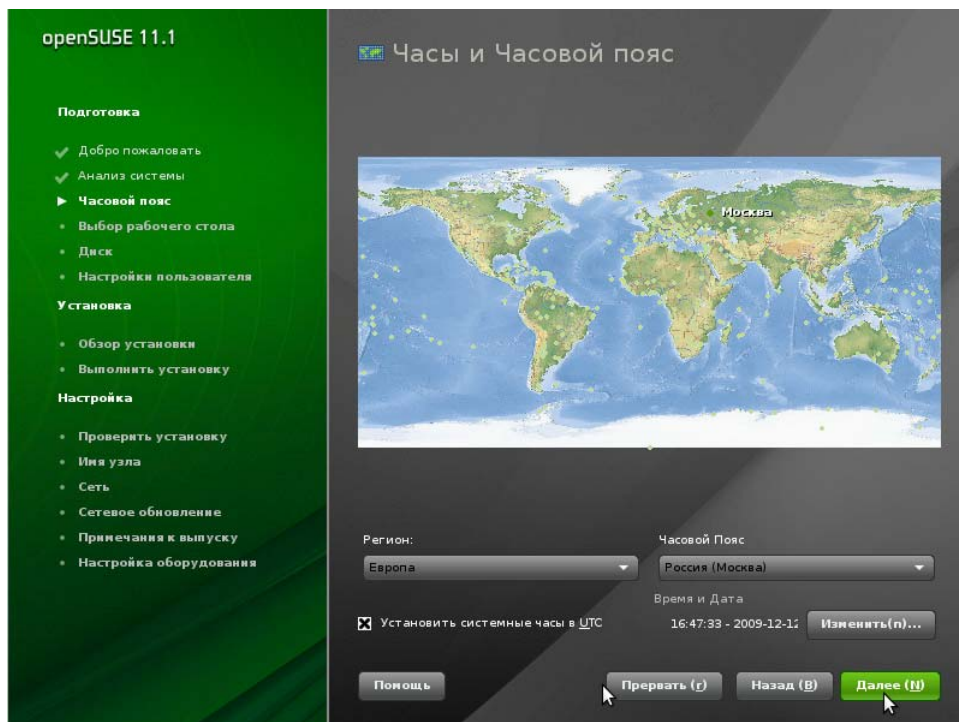 openSUSE 11.1
Подготовка
Добро пожаловать
Анализ системы
Часовой пояс
Выбор рабочего стола
Диск
Настройки пользователя
Установка
Обзор установки
Выполнить установку
Настройка
Проверить установку
Имя узла
Сеть
Сетевое обновление
Примечания к выпуску
Настройка оборудования
Часы и Часовой пояс
Москва
Регион:
Европа
Часовой Пояс
Россия (Москва)
Установить системные часы в UTC
Время и Дата
16:47:33 - 2009-12-12
Изменить(п)...
Помощь
Прервать (r)
Назад (B)
Далее (N)